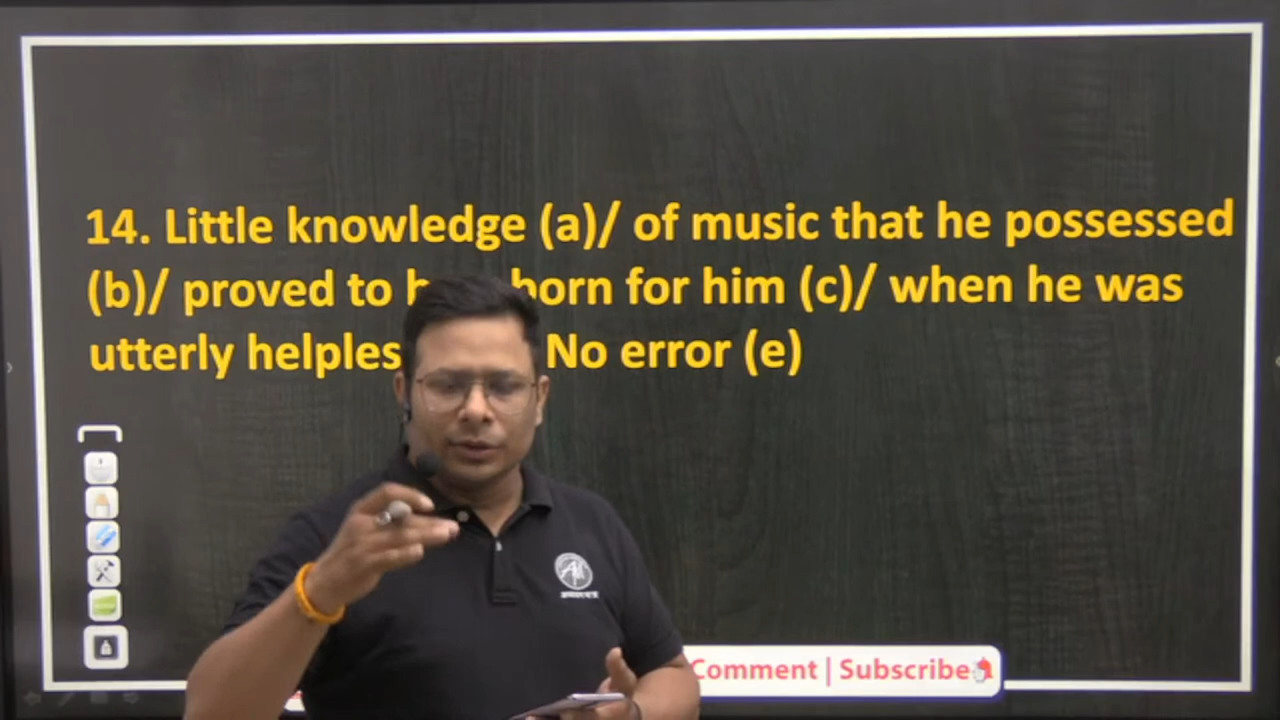 14. Little knowledge (a)/ of music that he possessed
(b)/ proved to born for him (c)/ when he was
utterly No error (e)
Comment | Subscribe